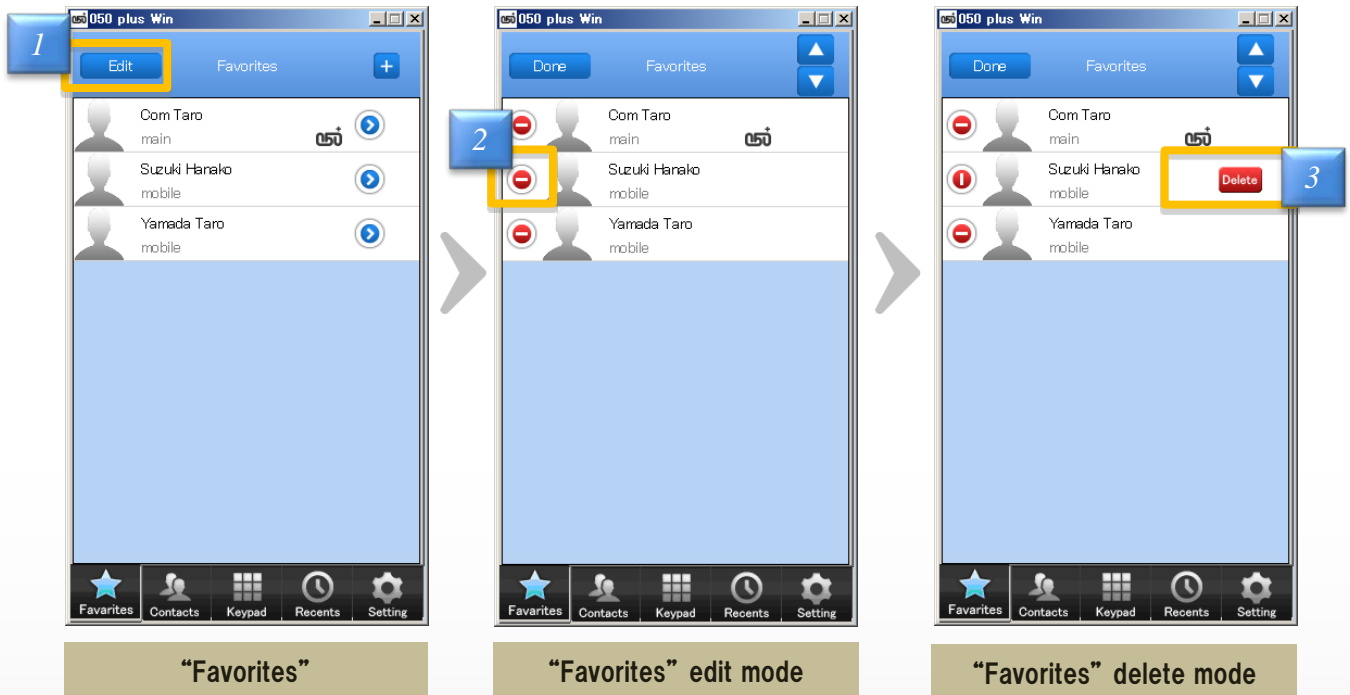 050 plus Win
1
Edit
Favorites
+
Com Taro
main
050+
Suzuki Hanako
mobile
Yamada Taro
mobile
Favarites
Contacts
Keypad
Recents
Setting
“Favorites”
050 plus Win
Done
Favorites
Com Taro
2
main
050+
Suzuki Hanako
mobile
Yamada Taro
mobile
Favarites
Contacts
Keypad
Recents
Setting
“Favorites” edit mode
050 plus Win
Done
Favorites
Com Taro
main
050+
Suzuki Hanako
Delete
3
mobile
Yamada Taro
mobile
Favarites
Contacts
Keypad
Recents
Setting
“Favorites” delete mode